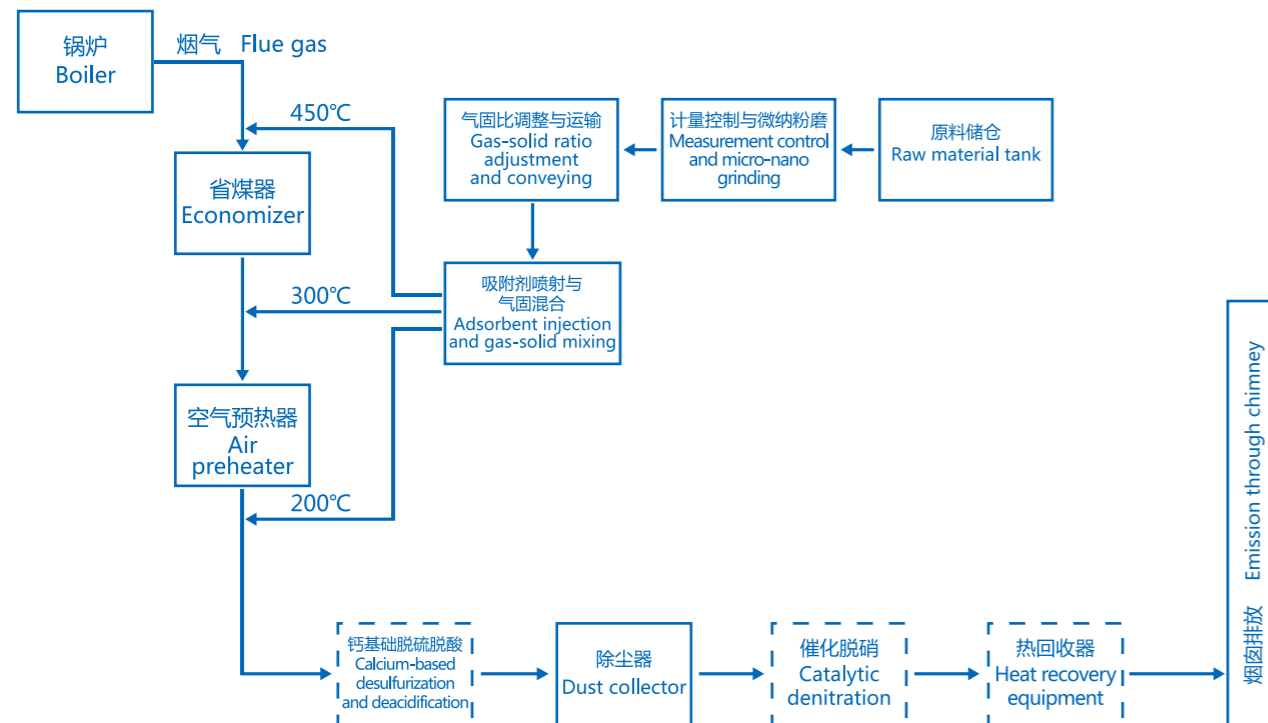 锅炉
Boiler
烟气 Flue gas
450℃
气固比调整与运输
Gas-solid ratio
adjustment
and conveying
计量控制与微纳粉磨
Measurement control
and micro-nano
grinding
原料储仓
Raw material tank
省煤器
Economizer
300℃
吸附剂喷射与
气固混合
Adsorbent injection
and gas-solid mixing
空气预热器
Air
preheater
200℃
钙基础脱硫脱酸
Calcium-based
desulfurization
and deacidification
除尘器
Dust collector
催化脱硝
Catalytic
denitration
热回收器
Heat recovery
equipment
烟囱排放 Emission through chimney